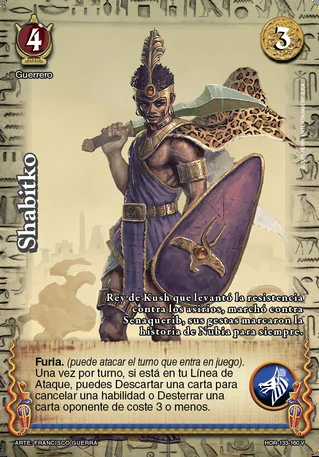 4
3
Guerrero
Shabitko
Rey de Kush que levantó la resistencia
contra los asirios, marchó contra
Senaquerib, sus gestas marcaron la
historia de Nubia para siempre.
Furia. (puede atacar el turno que entra en juego).
Una vez por turno, si está en tu Línea de
Ataque, puedes Descartar una carta para
cancelar una habilidad o Desterrar una
carta oponente de coste 3 o menos.
ARTE: FRANCISCO GUERRA
HOR-133-160 V